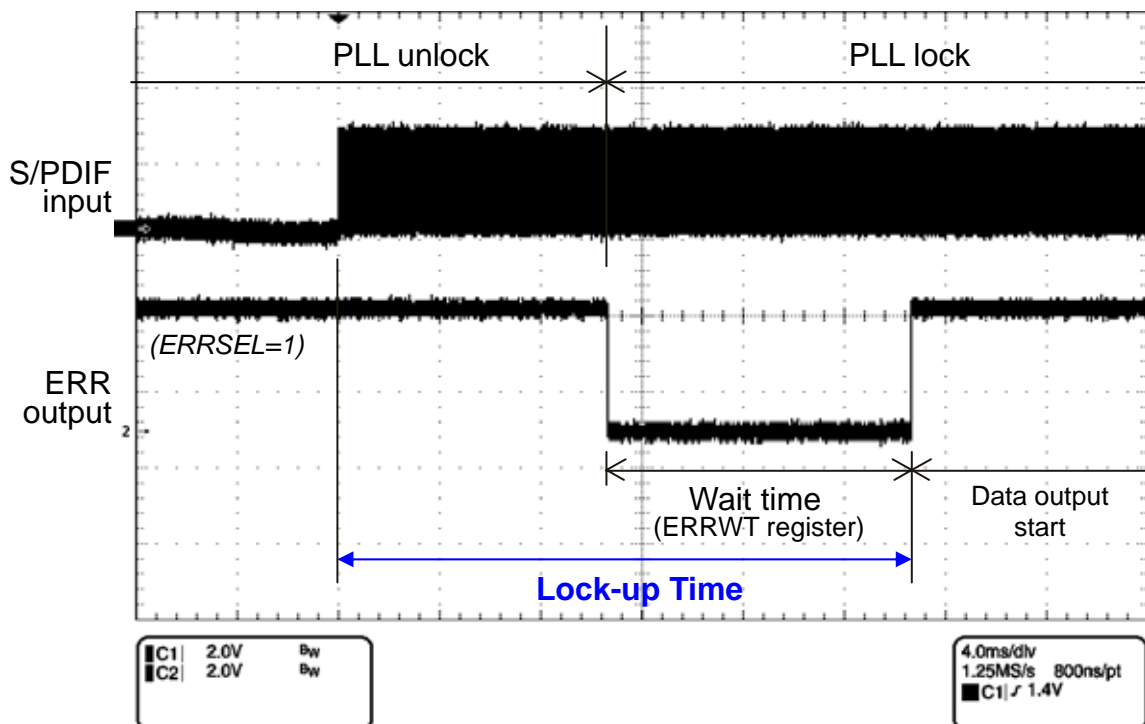 PLL unlock
PLL lock
S/PDIF
input
(ERRSEL=1)
ERR
output
2
Wait time
(ERRWT register)
Data output
start
Lock-up Time
C1 2.0V BW
C2 2.0V BW
4.0ms/div
1.25MS/s 800ns/pt
C1 ∫ 1.4V